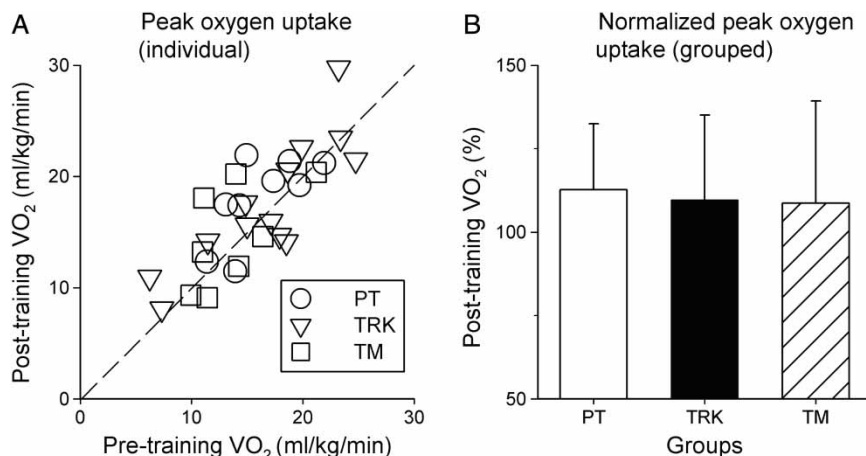 A
Peak oxygen uptake
(individual)
Post-training VO2 (ml/kg/min)
30
20
10
0
PT
TRK
TM
0 10 20 30
Pre-training VO2 (ml/kg/min)
B
Normalized peak oxygen
uptake (grouped)
Post-training VO2 (%)
150
100
50
PT TRK TM
Groups